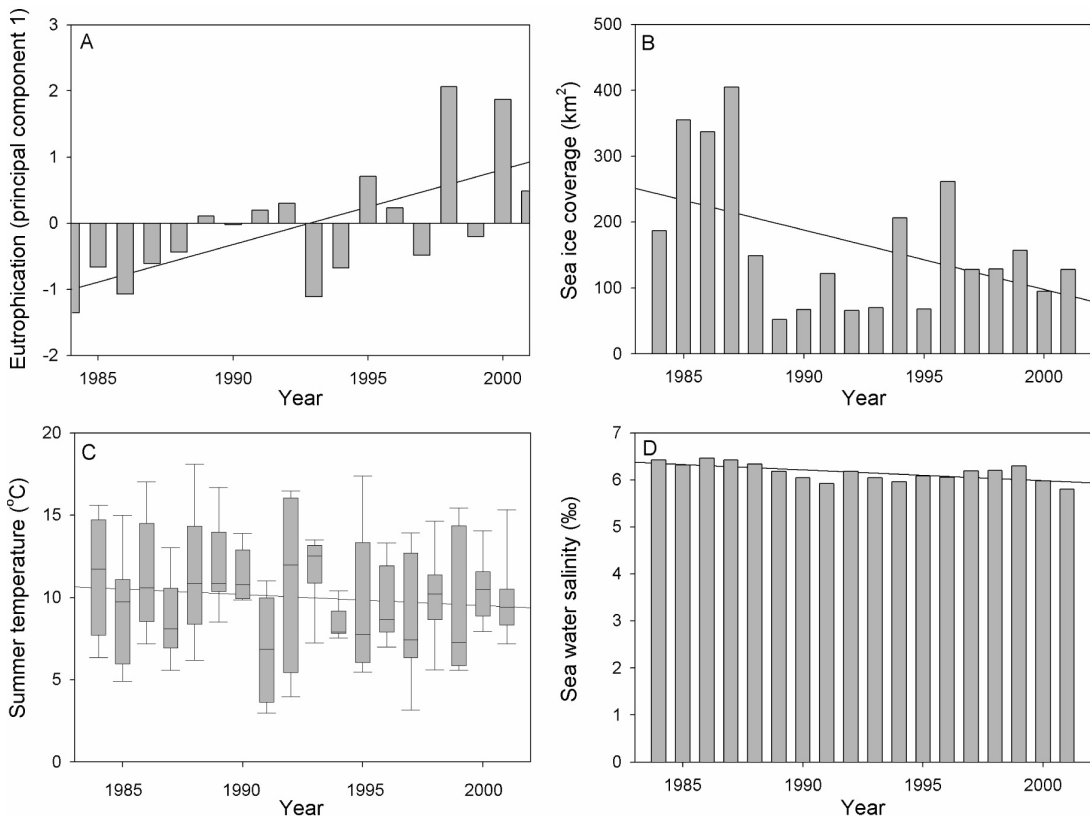 Eutrophication (principal component 1)
A
3
2
1
0
-1
-2
1985 1990 1995 2000
Year
Sea ice coverage (km²)
B
500
400
300
200
100
0
1985 1990 1995 2000
Year
Summer temperature (°C)
C
20
15
10
5
0
1985 1990 1995 2000
Year
Sea water salinity (‰)
D
7
6
5
4
3
2
1
0
1985 1990 1995 2000
Year